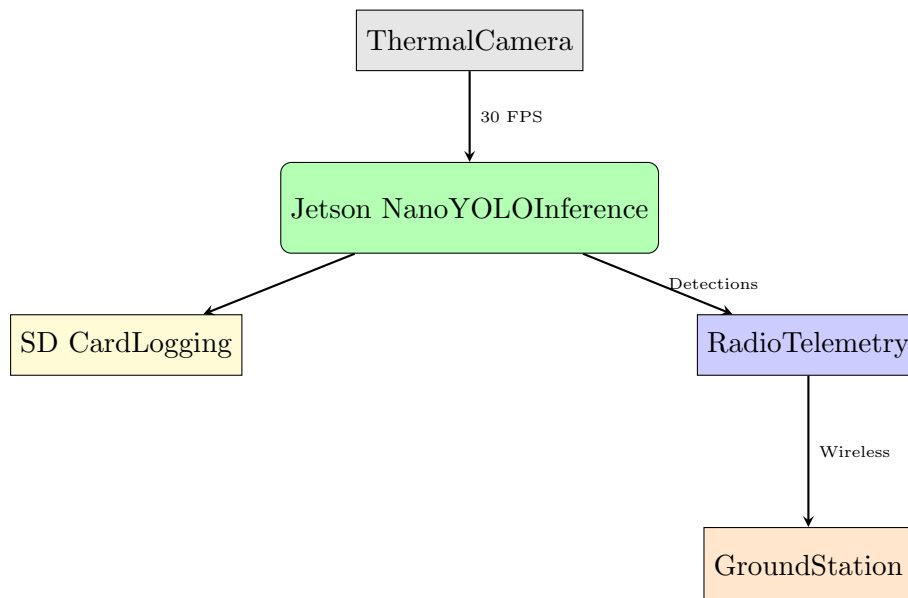 ThermalCamera
30 FPS
Jetson NanoYOLOInference
Detections
SD CardLogging
RadioTelemetry
Wireless
GroundStation